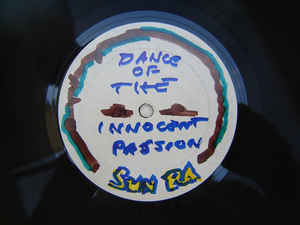 DANCE
OF
THE
INNOCENT
PASSION
SUN RA